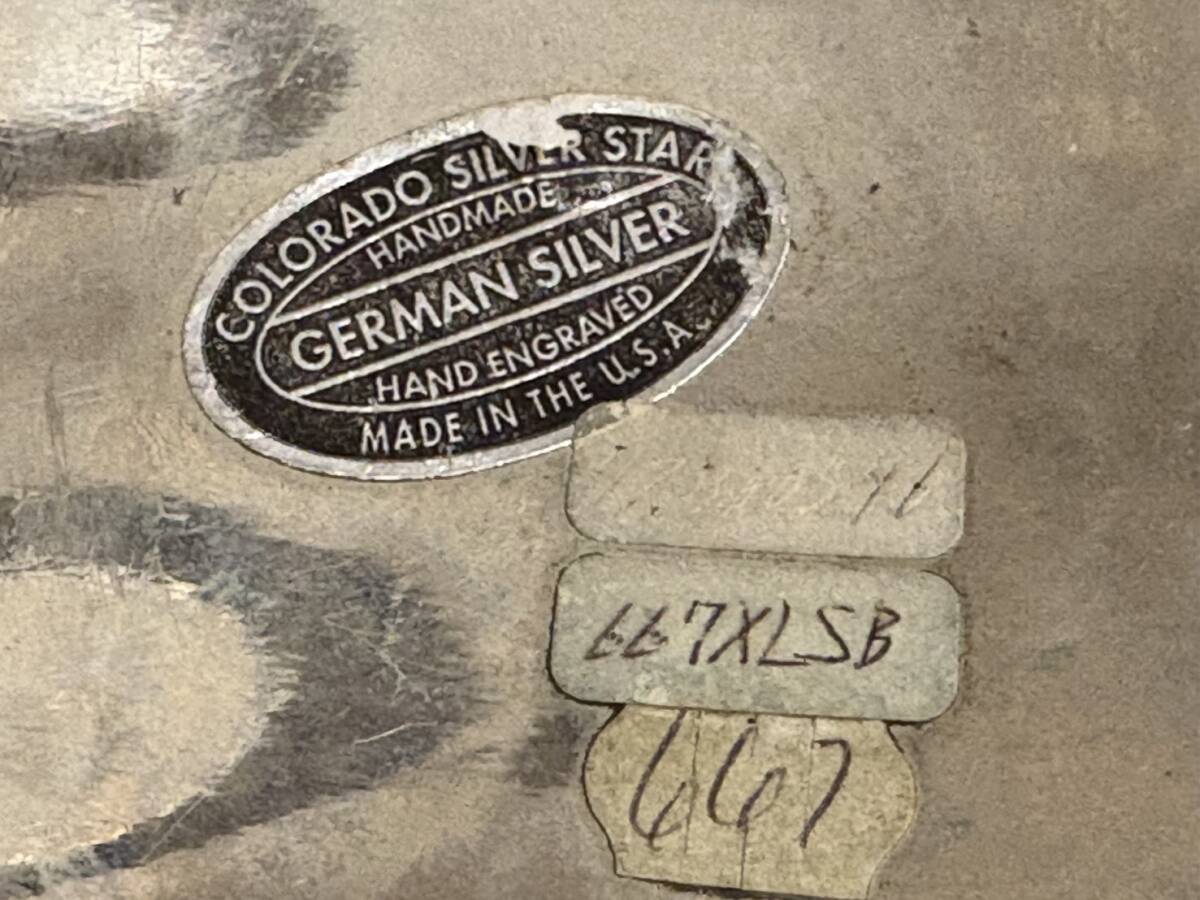 COLORADO SILVER STAR
HANDMADE
GERMAN SILVER
HAND ENGRAVED
MADE IN THE U.S.A.
667XLSB
667